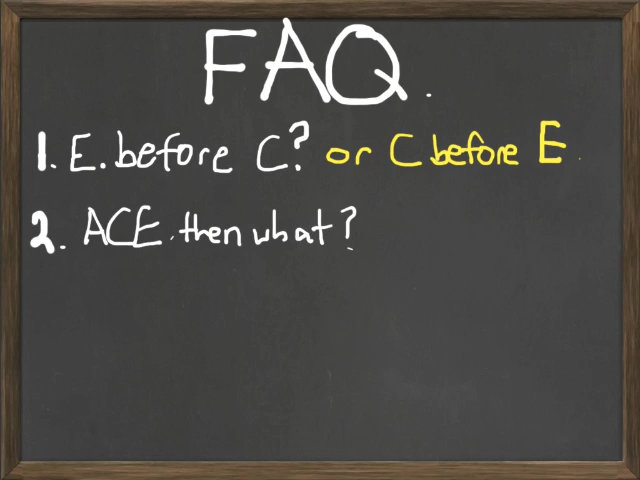 FAQ.
1. E. before C? or C before E.
2. ACE. then what?